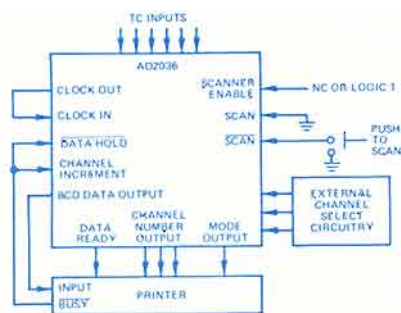 TC INPUTS
AD2036
CLOCK OUT
CLOCK IN
DATA HOLD
CHANNEL
INCREMENT
BCD DATA OUTPUT
SCANNER
ENABLE
NC OR LOGIC 1
SCAN
SCAN
PUSH
TO
SCAN
EXTERNAL
CHANNEL
SELECT
CIRCUITRY
DATA
READY
CHANNEL
NUMBER
OUTPUT
MODE
OUTPUT
INPUT
BUSY
PRINTER